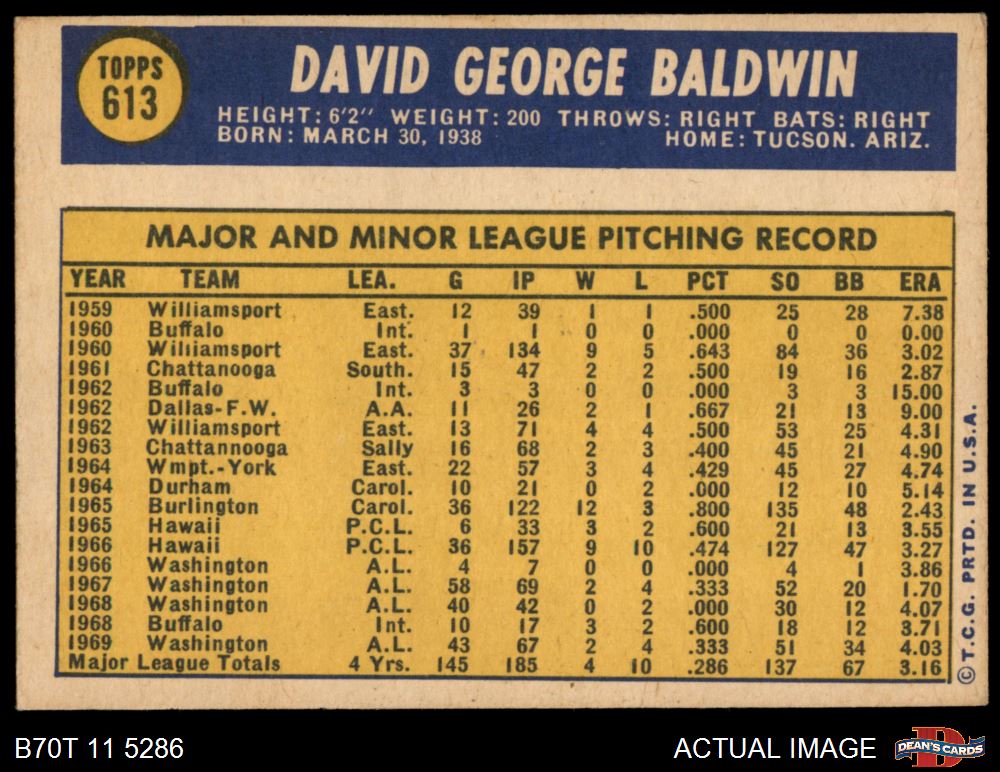 TOPPS
613
DAVID GEORGE BALDWIN
HEIGHT: 6'2" WEIGHT: 200 THROWS: RIGHT BATS: RIGHT
BORN: MARCH 30, 1938 HOME: TUCSON. ARIZ.
MAJOR AND MINOR LEAGUE PITCHING RECORD
YEAR TEAM LEA. G IP W L PCT SO BB ERA
1959 Williamsport East. 12 39 1 1 .500 25 28 7.38
1960 Buffalo Int. 1 1 0 0 .000 0 0 0.00
1960 Williamsport East. 37 134 9 5 .643 84 36 3.02
1961 Chattanooga South. 15 47 2 2 .500 19 16 2.87
1962 Buffalo Int. 3 3 0 0 .000 3 3 15.00
1962 Dallas-F.W. A.A. 11 26 2 1 .667 21 13 9.00
1962 Williamsport East. 13 71 4 4 .500 53 25 4.31
1963 Chattannooga Sally 16 68 2 3 .400 45 21 4.90
1964 Wmpt.-York East. 22 57 3 4 .429 45 27 4.74
1964 Durham Carol. 10 21 0 2 .000 12 10 5.14
1965 Burlington Carol. 36 122 12 3 .800 135 48 2.43
1965 Hawaii P.C.L. 6 33 3 2 .600 21 13 3.55
1966 Hawaii P.C.L. 36 157 9 10 .474 127 47 3.27
1966 Washington A.L. 4 7 0 0 .000 4 1 3.86
1967 Washington A.L. 58 69 2 4 .333 52 20 1.70
1968 Washington A.L. 40 42 0 2 .000 30 12 4.07
1968 Buffalo Int. 10 17 3 2 .600 18 12 3.71
1969 Washington A.L. 43 67 2 4 .333 51 34 4.03
Major League Totals 4 Yrs. 145 185 4 10 .286 137 67 3.16
© T.C.G. PRTD. IN U.S.A.
B70T 11 5286
ACTUAL IMAGE
D
DEAN'S CARDS